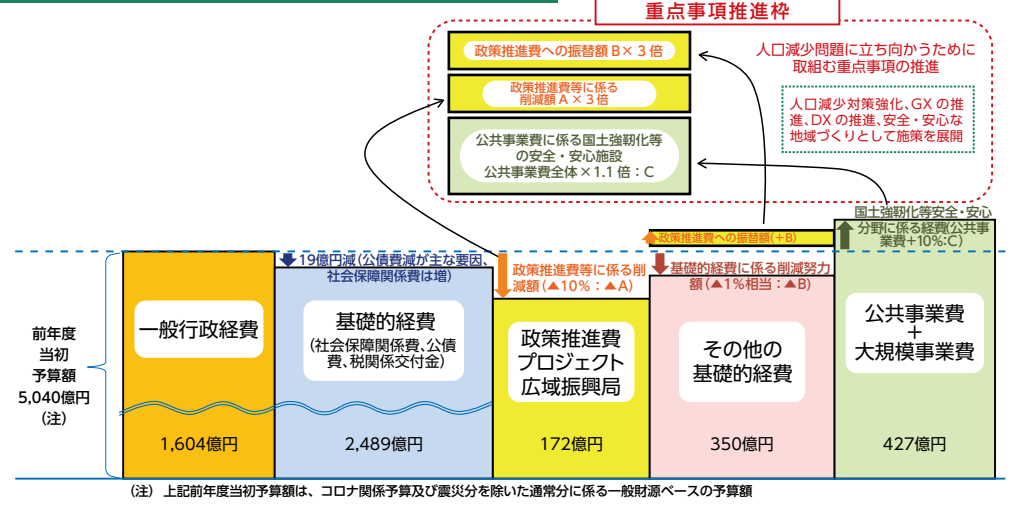 重点事項推進枠
政策推進費への振替額 B×3 倍
政策推進費等に係る
削減額 A×3倍
公共事業費に係る国土強靭化等
の安全・安心施設
公共事業費全体×1.1 倍：C
人口減少問題に立ち向かうために
取組む重点事項の推進
人口減少対策強化、GX の推
進、DX の推進、安全・安心な
地域づくりとして施策を展開
国土強靭化等安全・安心
分野に係る経費(公共事
業費+10%:C)
政策推進費への振替額(＋B)
19億円減（公債費減が主な要因、
社会保障関係費は増）
政策推進費等に係る削
減額（▲10%：▲A）
基礎的経費に係る削減努力
額（▲1％相当：▲B）
前年度
当初
予算額
5,040億円
（注）
一般行政経費
1,604億円
基礎的経費
（社会保障関係費、公債
費、税関係交付金）
2,489億円
政策推進費
プロジェクト
広域振興局
172億円
その他の
基礎的経費
350億円
公共事業費
＋
大規模事業費
427億円
（注） 上記前年度当初予算額は、コロナ関係予算及び震災分を除いた通常分に係る一般財源ベースの予算額